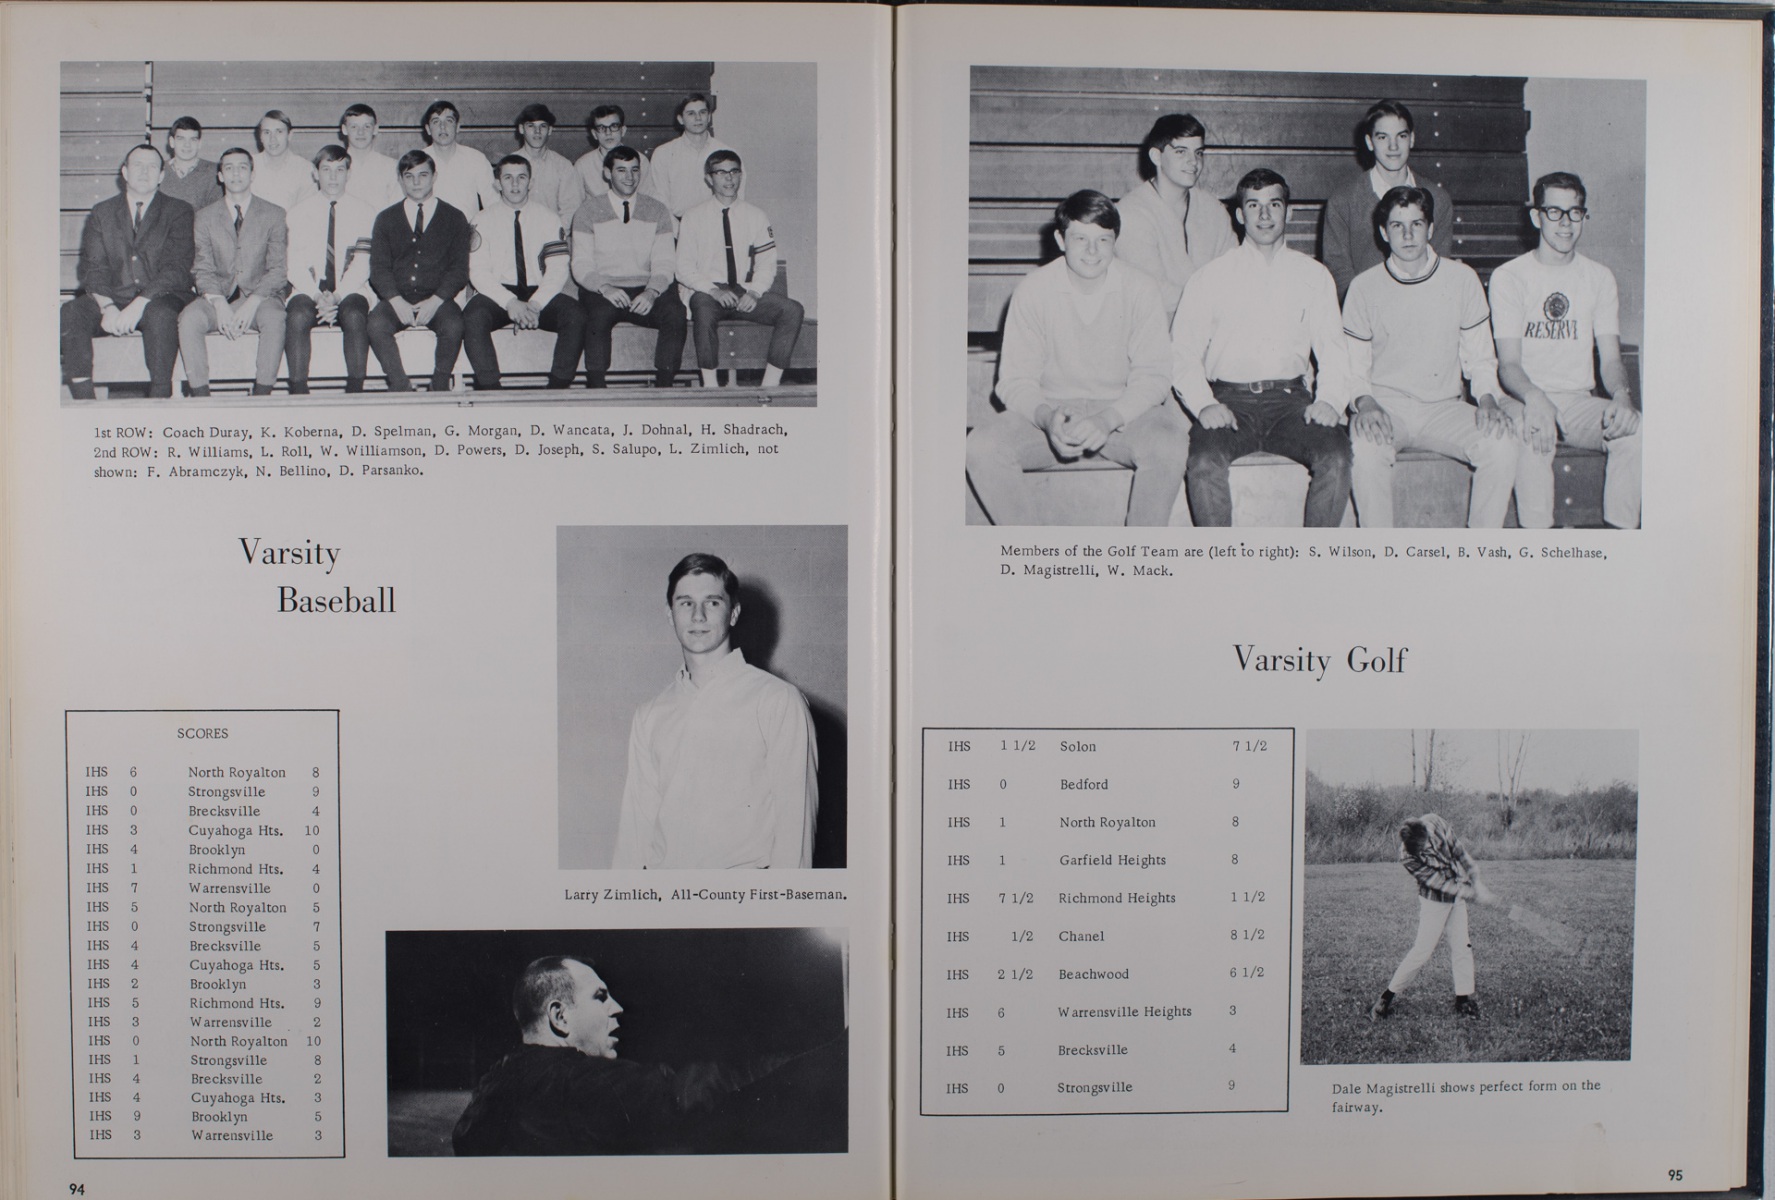 1st ROW: Coach Duray, K. Koberna, D. Spelman, G. Morgan, D. Wancata, J. Dohnal, H. Shadrach,
2nd ROW: R. Williams, L. Roll, W. Williamson, D. Powers, D. Joseph, S. Salupo, L. Zimlich, not
shown: F. Abramczyk, N. Bellino, D. Parsanko.
Varsity
Baseball
Larry Zimlich, All-County First-Baseman.
SCORES
IHS 6 North Royalton 8
IHS 0 Strongsville 9
IHS 0 Brecksville 4
IHS 3 Cuyahoga Hts. 10
IHS 4 Brooklyn 0
IHS 1 Richmond Hts. 4
IHS 7 Warrensville 0
IHS 5 North Royalton 5
IHS 0 Strongsville 7
IHS 4 Brecksville 5
IHS 4 Cuyahoga Hts. 5
IHS 2 Brooklyn 3
IHS 5 Richmond Hts. 9
IHS 3 Warrensville 2
IHS 0 North Royalton 10
IHS 1 Strongsville 8
IHS 4 Brecksville 2
IHS 4 Cuyahoga Hts. 3
IHS 9 Brooklyn 5
IHS 3 Warrensville 3
94
RESERVE
Members of the Golf Team are (left to right): S. Wilson, D. Carsel, B. Vash, G. Schelhase,
D. Magistrelli, W. Mack.
Varsity Golf
IHS 1 1/2 Solon 7 1/2
IHS 0 Bedford 9
IHS 1 North Royalton 8
IHS 1 Garfield Heights 8
IHS 7 1/2 Richmond Heights 1 1/2
IHS 1/2 Chanel 8 1/2
IHS 2 1/2 Beachwood 6 1/2
IHS 6 Warrensville Heights 3
IHS 5 Brecksville 4
IHS 0 Strongsville 9
Dale Magistrelli shows perfect form on the
fairway.
95